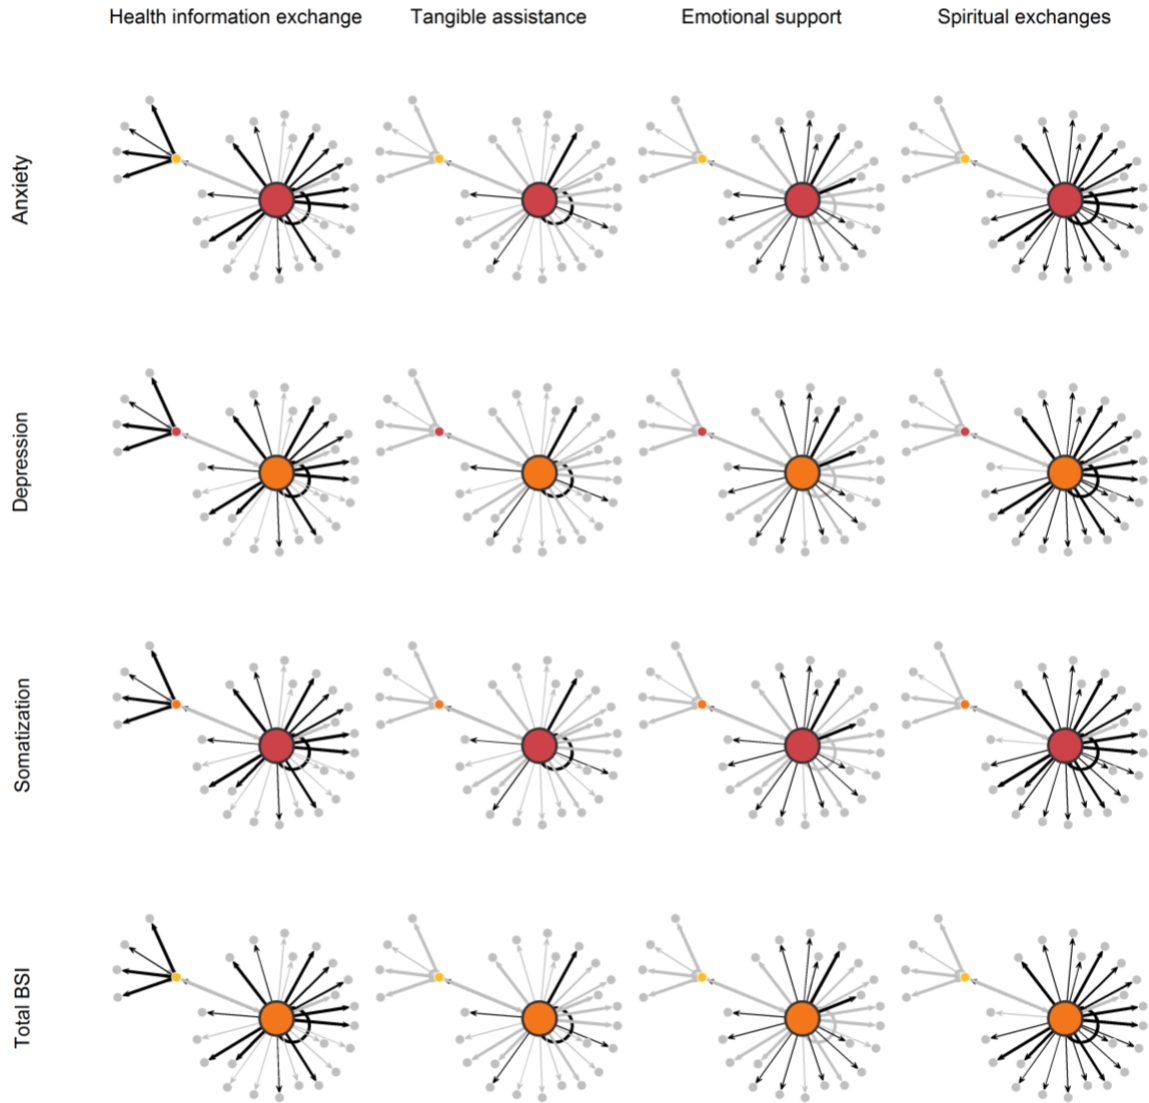 Health information exchange
Tangible assistance
Emotional support
Spiritual exchanges
Anxiety
Depression
Somatization
Total BSI